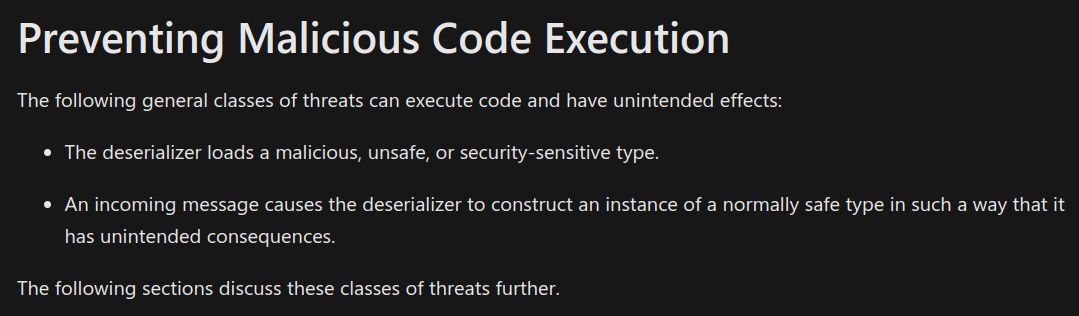 Preventing Malicious Code Execution
The following general classes of threats can execute code and have unintended effects:
• The deserializer loads a malicious, unsafe, or security-sensitive type.
• An incoming message causes the deserializer to construct an instance of a normally safe type in such a way that it
has unintended consequences.
The following sections discuss these classes of threats further.